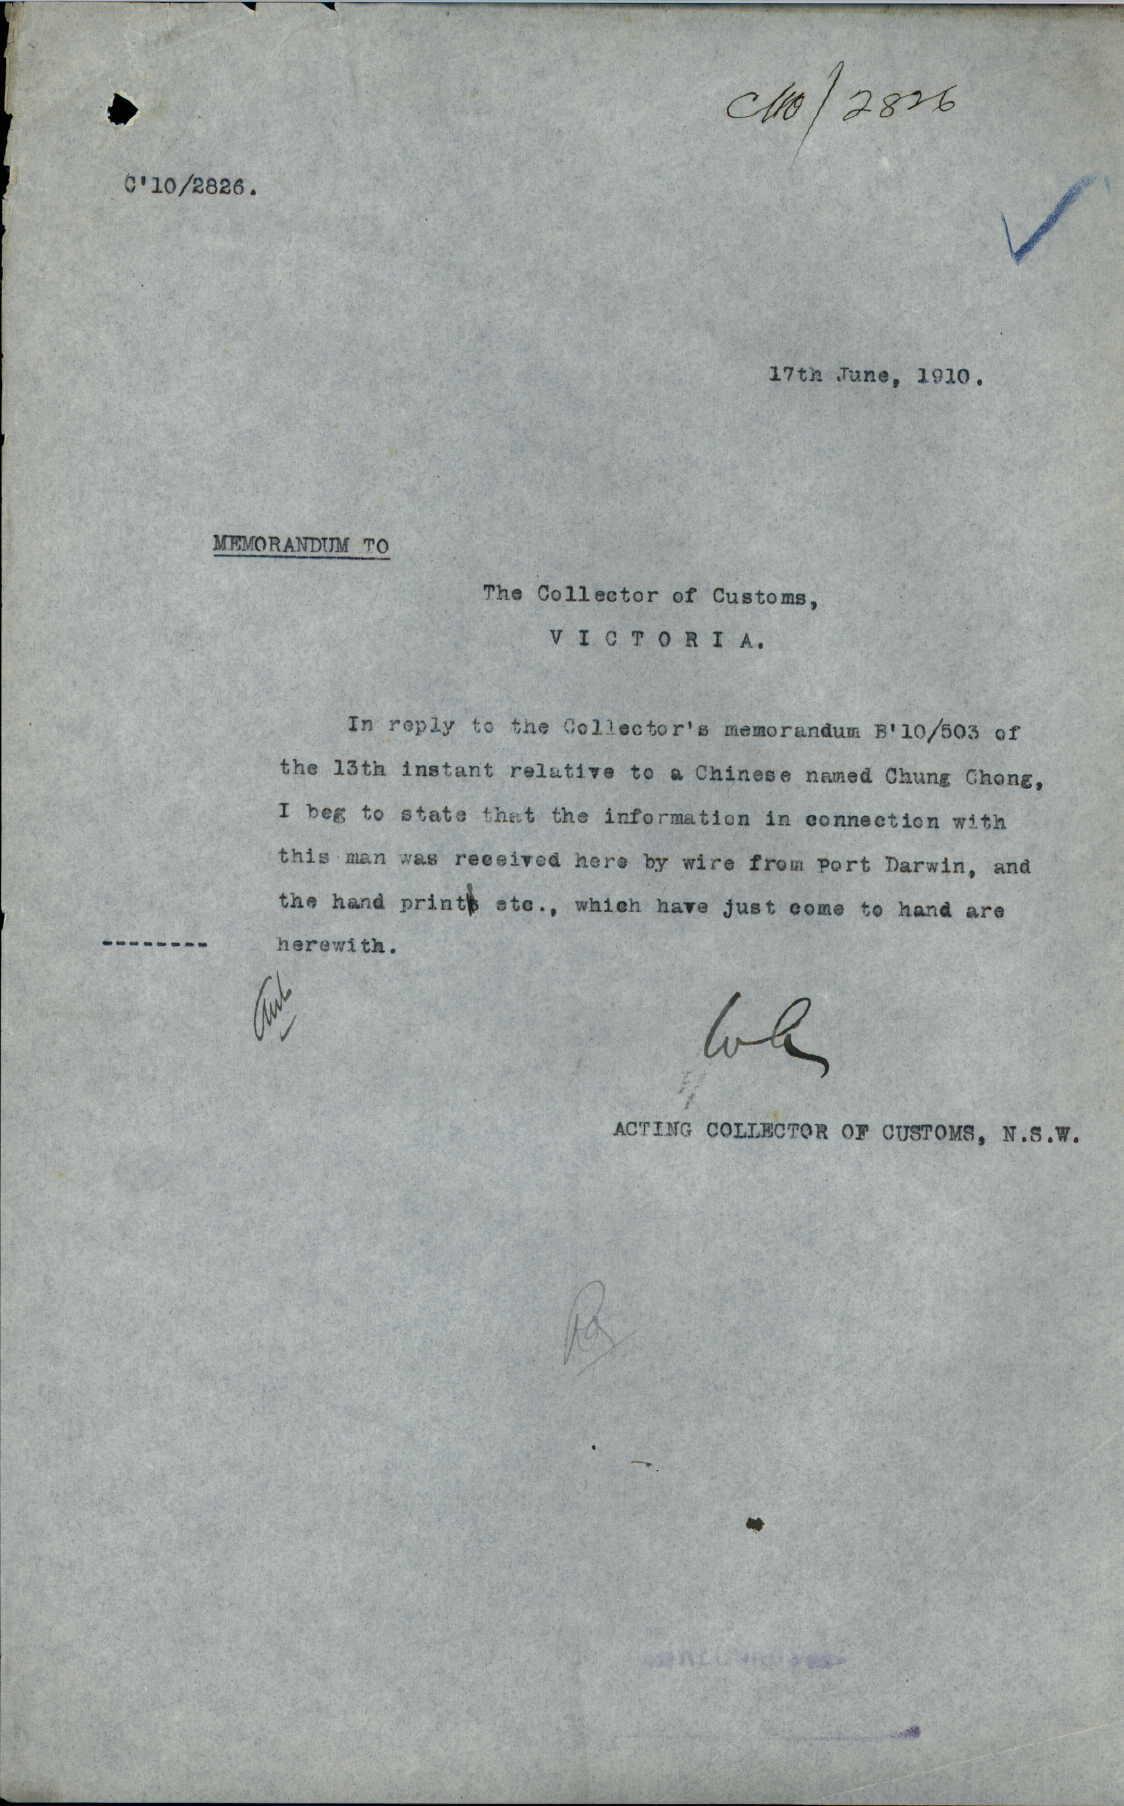 C10/2826
C'10/2826.
17th June, 1910.
MEMORANDUM TO
The Collector of Customs,
V I C T O R I A.
In reply to the Collector's memorandum B'10/503 of
the 13th instant relative to a Chinese named Chung Chong,
I beg to state that the information in connection with
this man was received here by wire from Port Darwin, and
the hand prints etc., which have just come to hand are
-------- herewith.
ACTING COLLECTOR OF CUSTOMS, N.S.W.